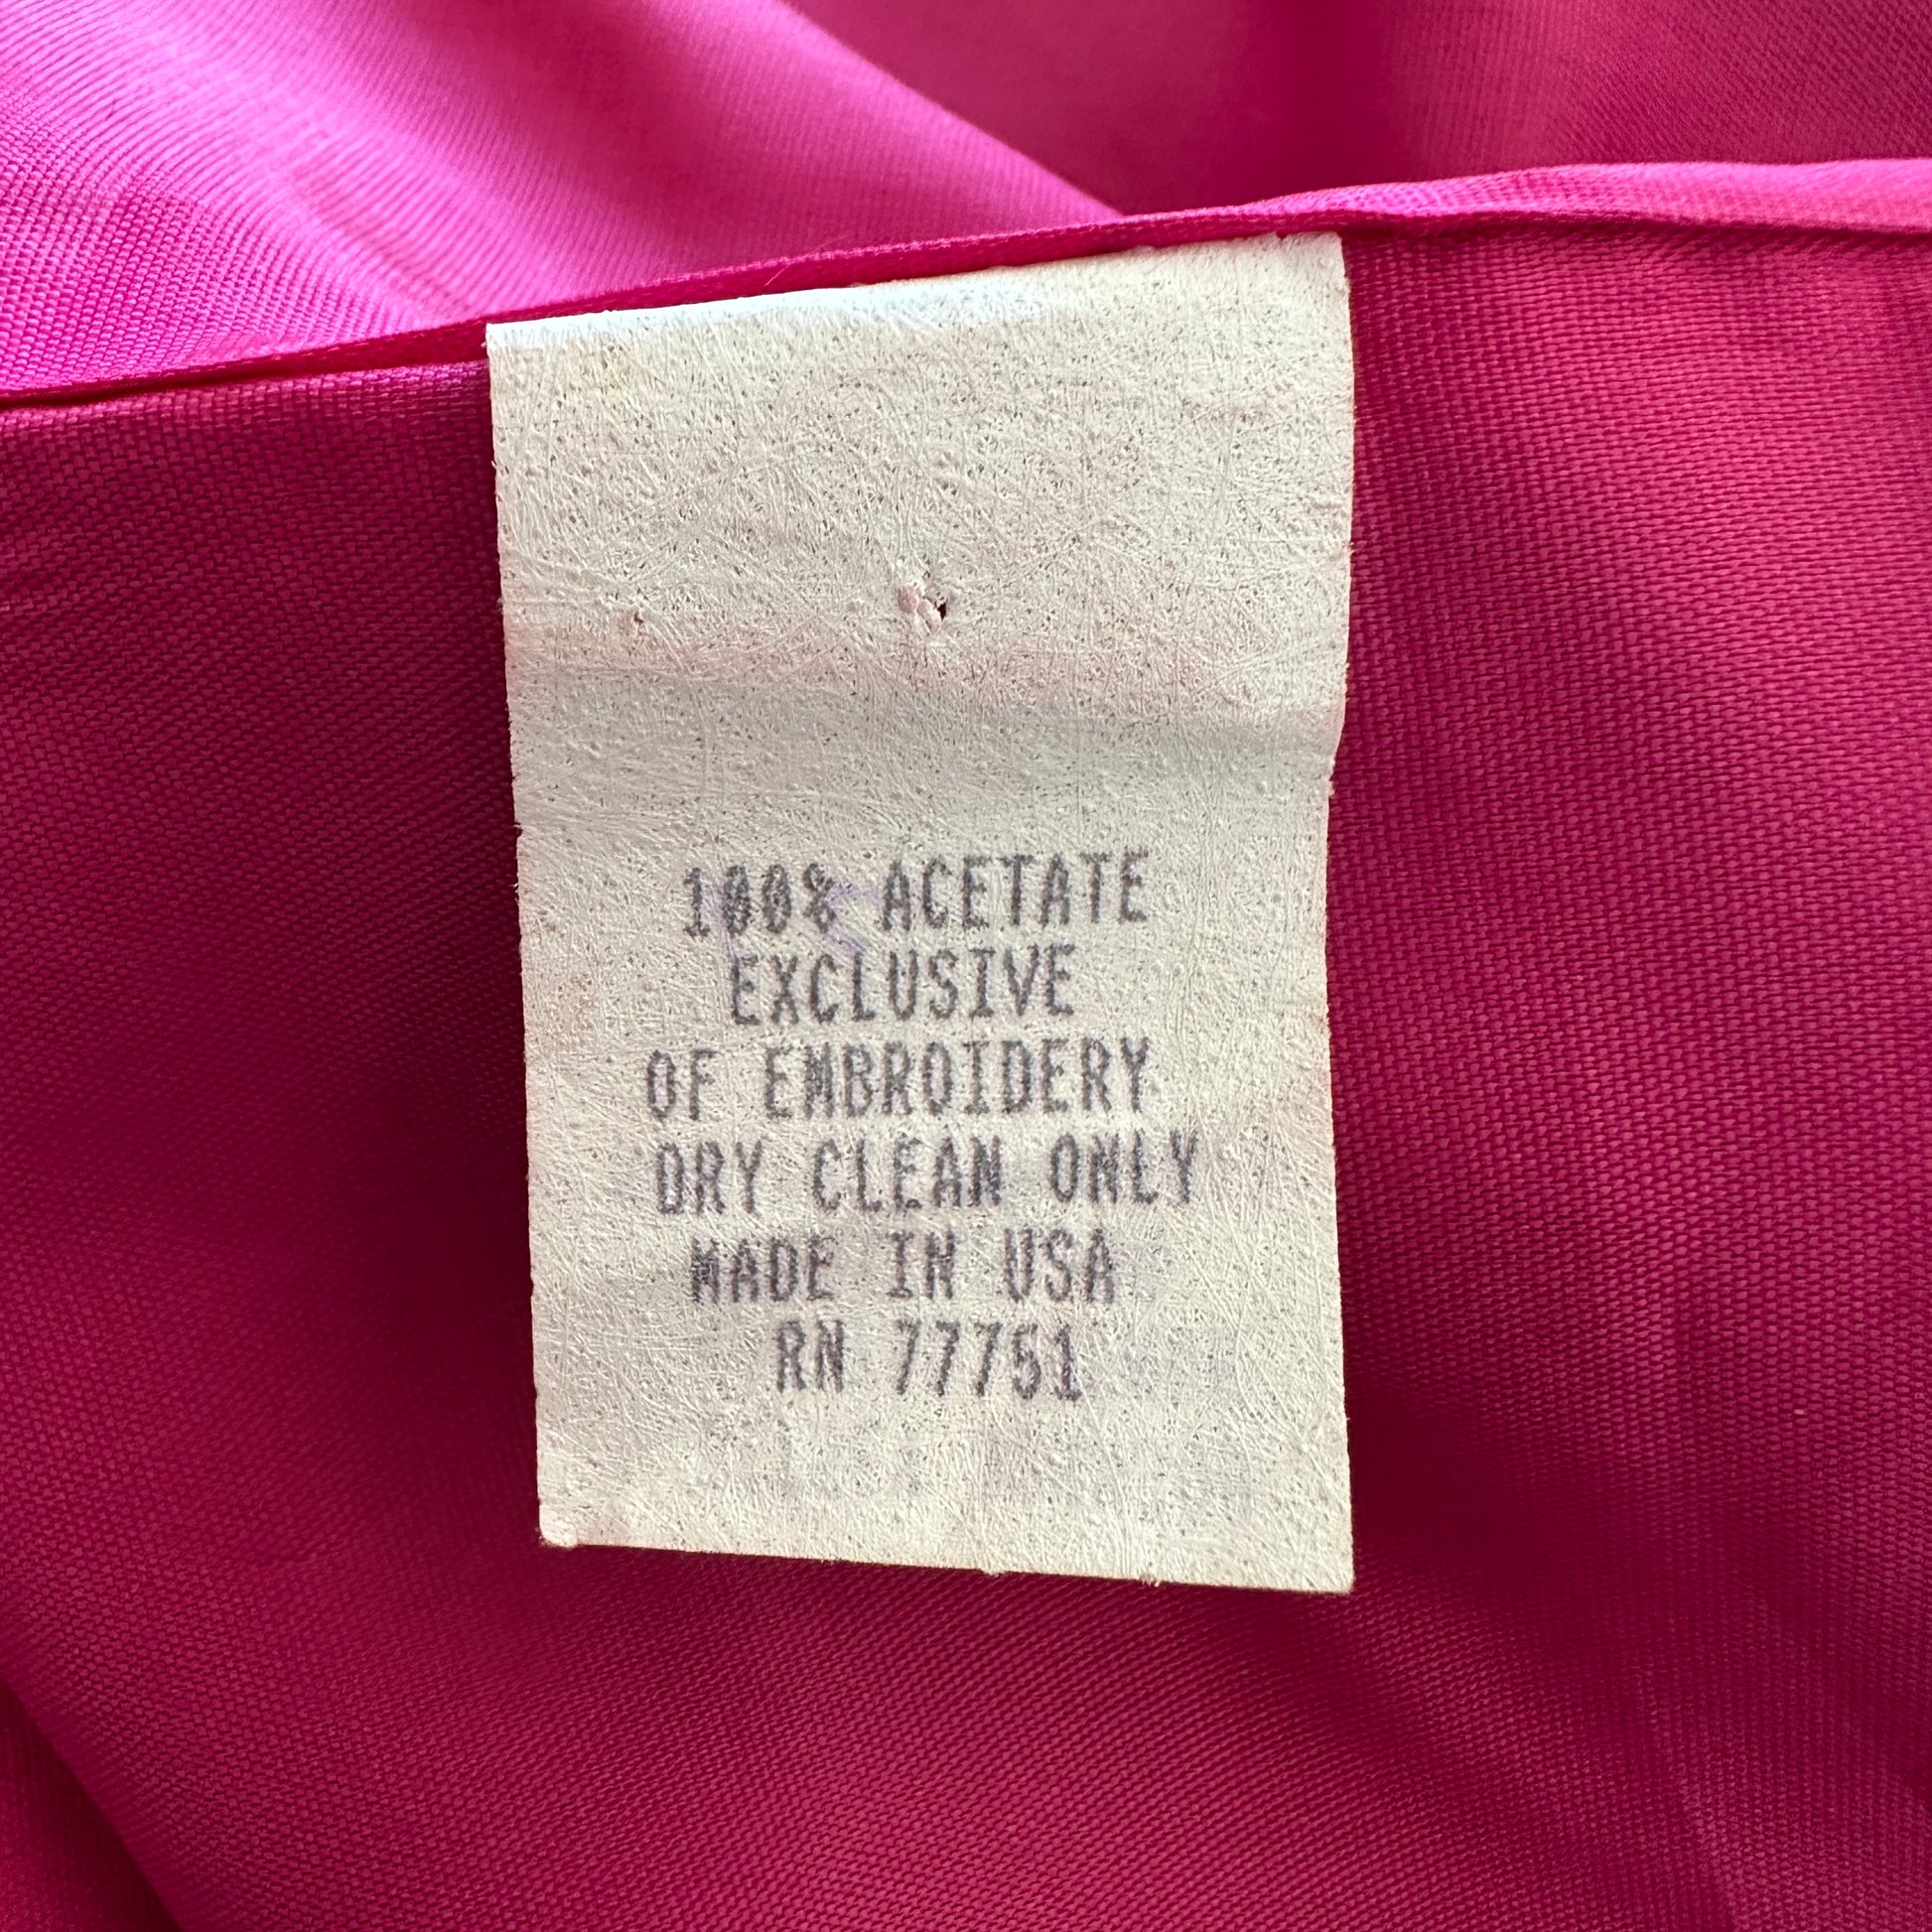 100% ACETATE
EXCLUSIVE
OF EMBROIDERY
DRY CLEAN ONLY
MADE IN USA
RN 77751